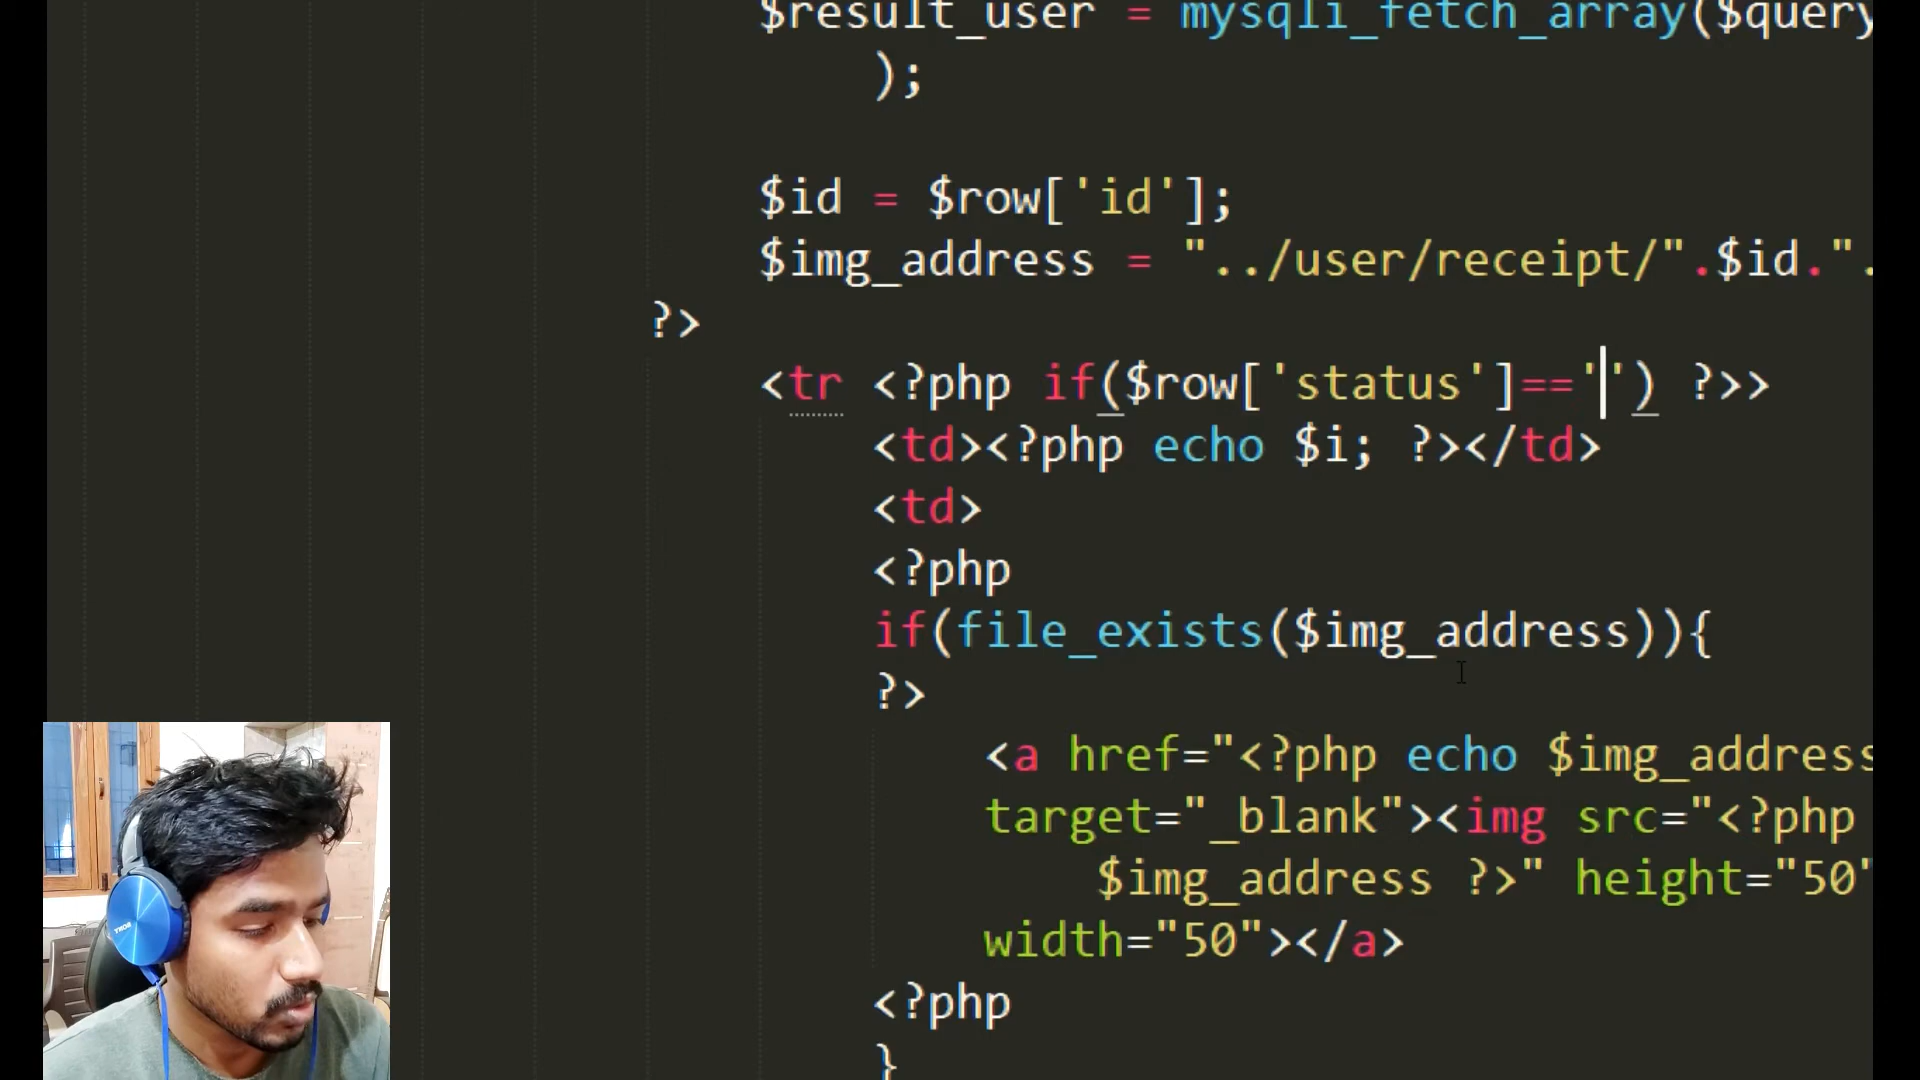 $result_user = mysqli_fetch_array($query
);
$id = $row['id'];
$img_address = "../user/receipt/".$id.".
?>
<tr <?php if($row['status']=='') ?>>
<td><?php echo $i; ?></td>
<td>
<?php
if(file_exists($img_address)){
?>
<a href="<?php echo $img_address
target="_blank"><img src="<?php
$img_address ?>" height="50"
width="50"></a>
<?php
}
SONY